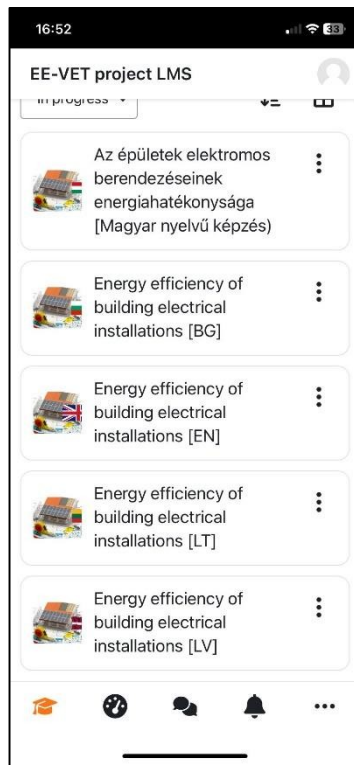 16:52
33
EE-VET project LMS
In progress
Az épületek elektromos
berendezéseinek
energiahatékonysága
[Magyar nyelvű képzés)
Energy efficiency of
building electrical
installations [BG]
Energy efficiency of
building electrical
installations [EN]
Energy efficiency of
building electrical
installations [LT]
Energy efficiency of
building electrical
installations [LV]